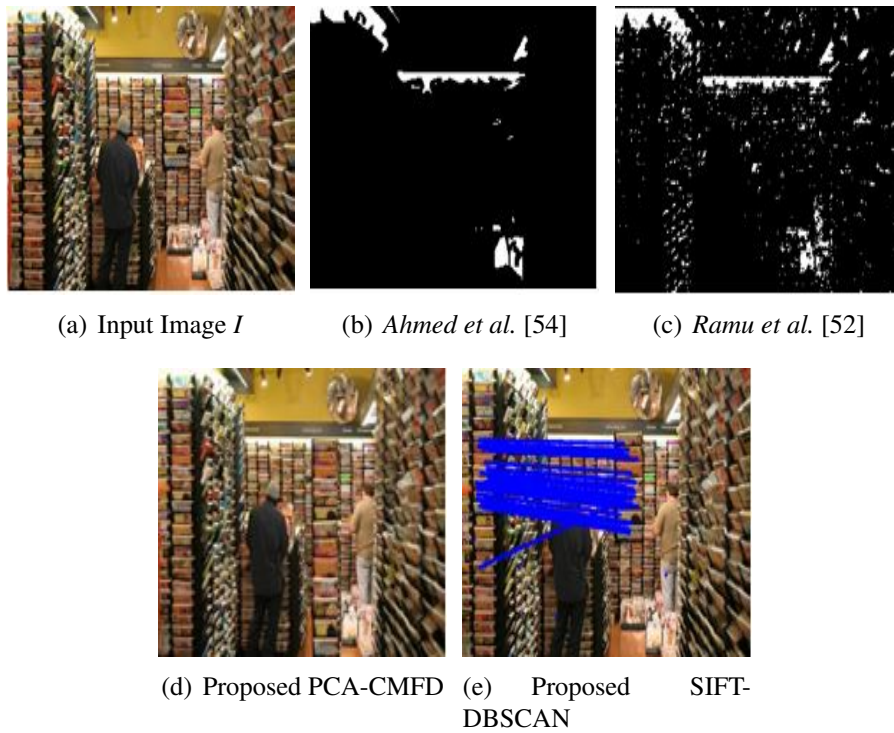 (a) Input Image I
(b) Ahmed et al. [54]
(c) Ramu et al. [52]
(d) Proposed PCA-CMFD
(e) Proposed SIFT-
DBSCAN